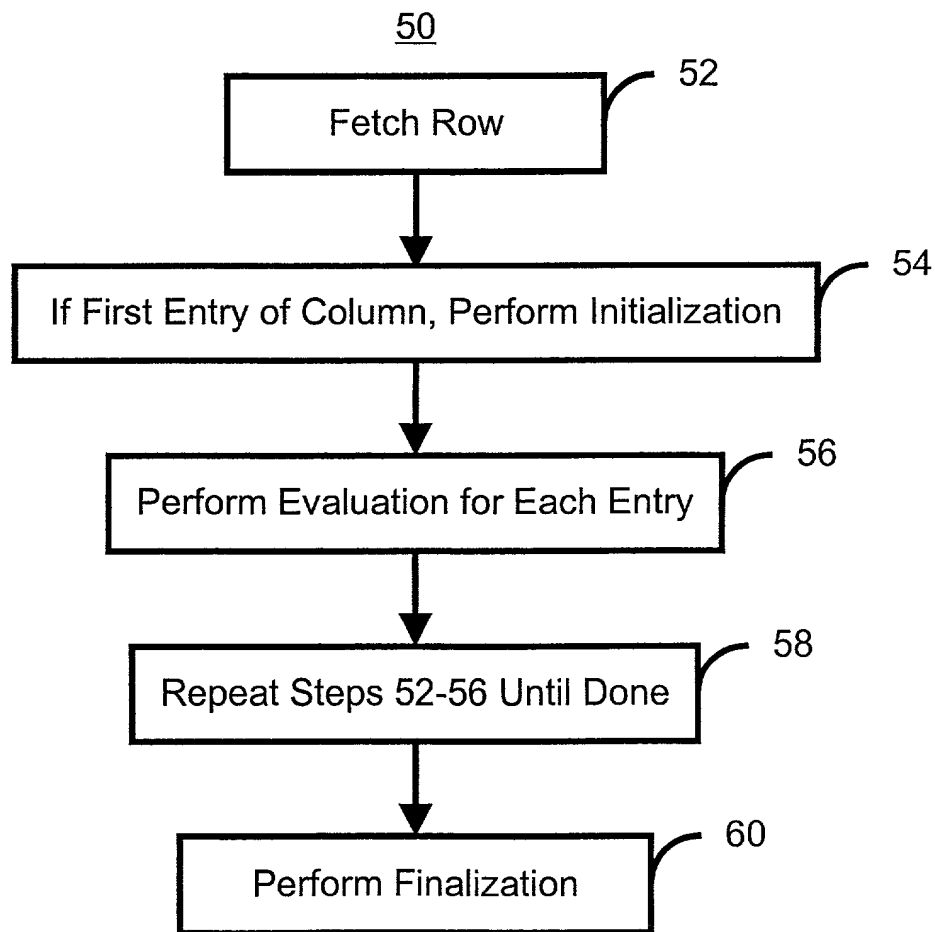 50
52
Fetch Row
54
If First Entry of Column, Perform Initialization
56
Perform Evaluation for Each Entry
58
Repeat Steps 52-56 Until Done
60
Perform Finalization